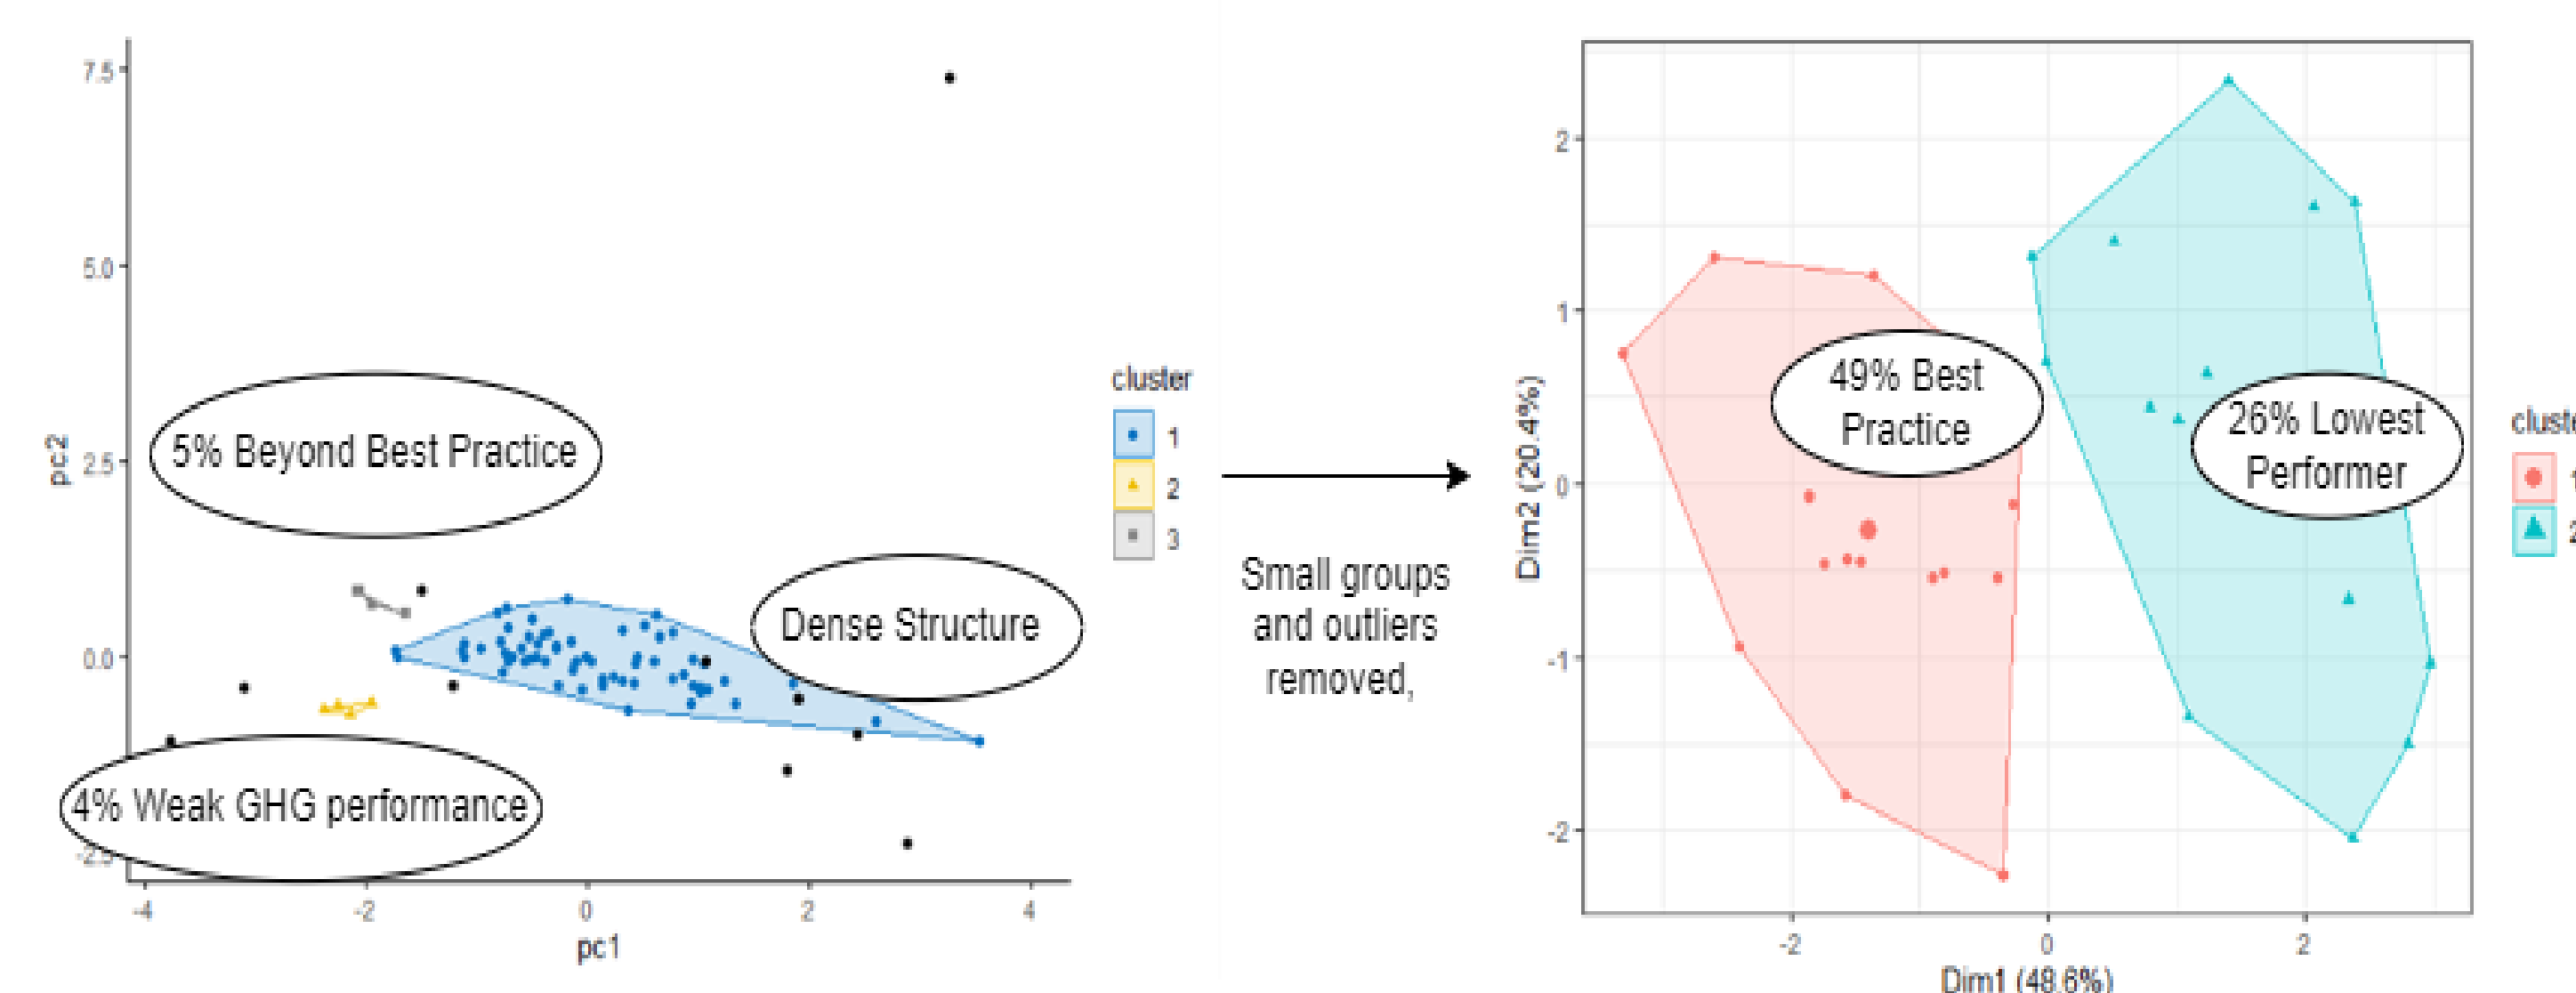 7.5
5.0
2.5
0.0
-2.5
pc2
-4
-2
0
2
4
pc1
5% Beyond Best Practice
Dense Structure
4% Weak GHG performance
cluster
1
2
3
Small groups
and outliers
removed,
2
1
0
-1
-2
Dim2 (20.4%)
-2
0
2
Dim1 (48.6%)
49% Best
Practice
26% Lowest
Performer